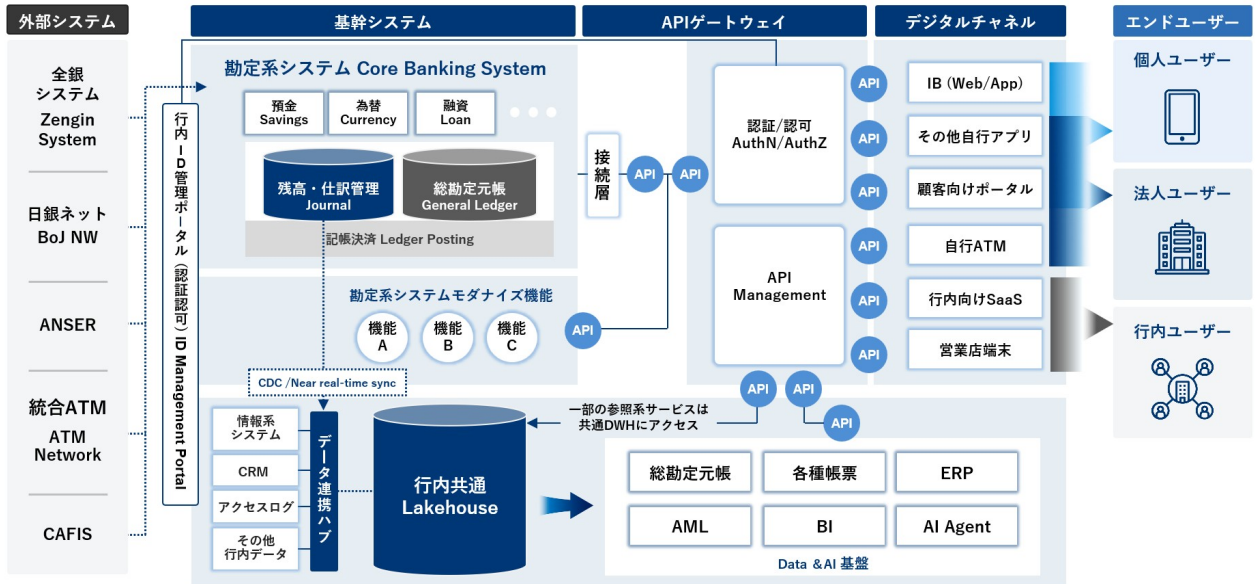 外部システム
全銀
システム
Zengin
System
日銀ネット
BoJ NW
ANSER
統合ATM
ATM
Network
CAFIS
行内ID管理ポータル(認証認可) ID Management Portal
基幹システム
勘定系システム Core Banking System
預金
Savings
為替
Currency
融資
Loan
残高・仕訳管理
Journal
総勘定元帳
General Ledger
記帳決済 Ledger Posting
勘定系システムモダナイズ機能
機能
A
機能
B
機能
C
CDC /Near real-time sync
APIゲートウェイ
接続層
API
API
API
認証/認可
AuthN/AuthZ
API
Management
API
API
API
API
API
API
API
API
API
デジタルチャネル
IB (Web/App)
その他自行アプリ
顧客向けポータル
自行ATM
行内向けSaaS
営業店端末
エンドユーザー
個人ユーザー
法人ユーザー
行内ユーザー
情報系
システム
CRM
アクセスログ
その他
行内データ
データ連携ハブ
行内共通
Lakehouse
一部の参照系サービスは
共通DWHにアクセス
総勘定元帳
各種帳票
ERP
AML
BI
AI Agent
Data &AI 基盤